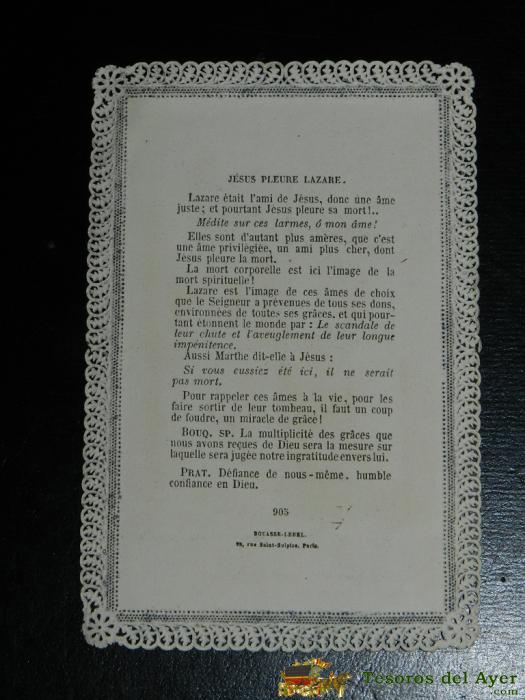 JÉSUS PLEURE LAZARE.
Lazare était l'ami de Jésus, donc une âme
juste; et pourtant Jésus pleure sa mort!..
Médite sur ces larmes, ô mon âme!
Elles sont d'autant plus amères, que c'est
une âme privilégiée, un ami plus cher, dont
Jésus pleure la mort.
La mort corporelle est ici l'image de la
mort spirituelle!
Lazare est l'image de ces âmes de choix
que le Seigneur a prévenues de tous ses dons,
environnées de toutes ses grâces, et qui pour-
tant étonnent le monde par : Le scandale de
leur chute et l'aveuglement de leur longue
impénitence.
Aussi Marthe dit-elle à Jésus :
Si vous eussiez été ici, il ne serait
pas mort.
Pour rappeler ces âmes à la vie, pour les
faire sortir de leur tombeau, il faut un coup
de foudre, un miracle de grâce!
BOUQ. SP. La multiplicité des grâces que
nous avons reçues de Dieu sera la mesure sur
laquelle sera jugée notre ingratitude envers lui.
PRAT. Défiance de nous-même, humble
confiance en Dieu.
905
BOUASSE-LEBEL.
29, rue Saint-Sulpice, Paris.
Tesoros del Ayer
.com